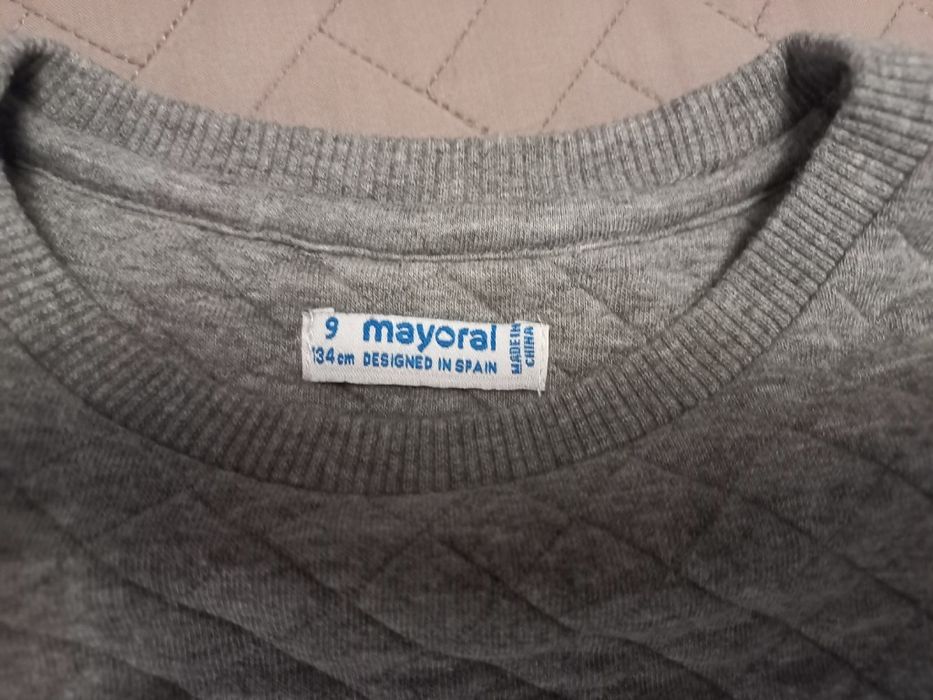 9 mayoral
134cm DESIGNED IN SPAIN
MADE IN
CHINA